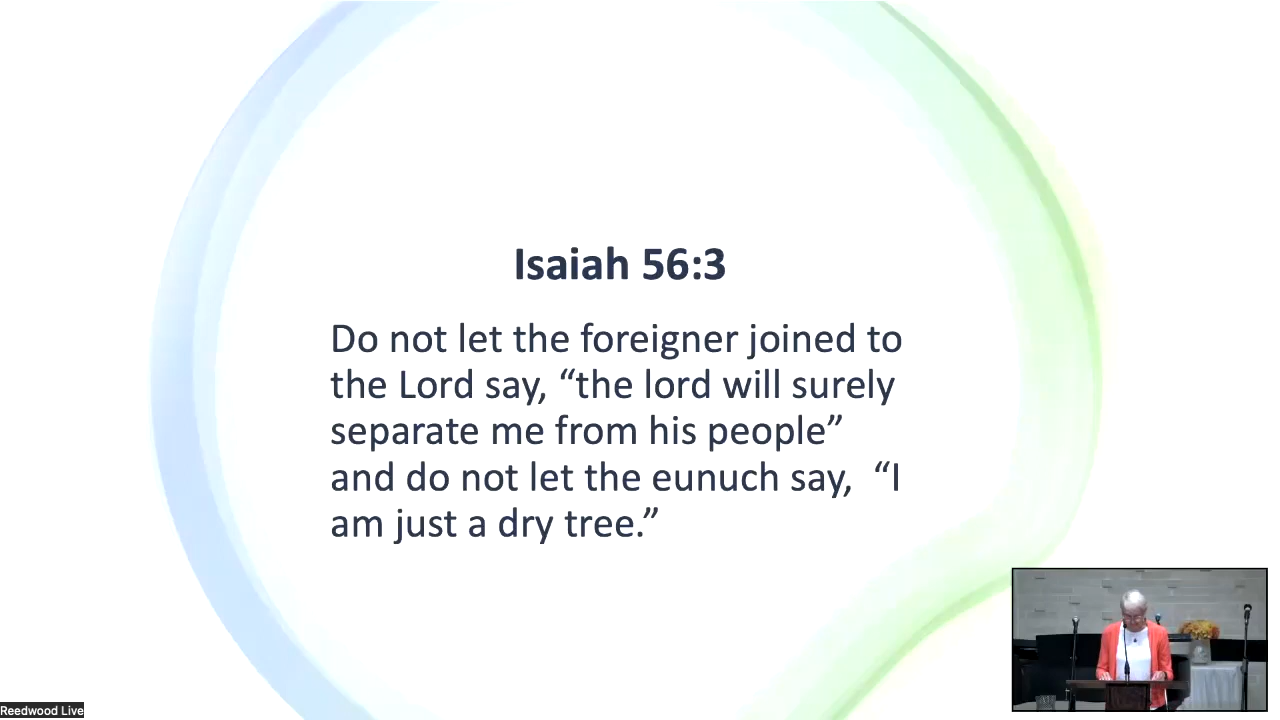 Isaiah 56:3
Do not let the foreigner joined to
the Lord say, “the lord will surely
separate me from his people”
and do not let the eunuch say,  “I
am just a dry tree.”
Reedwood Live